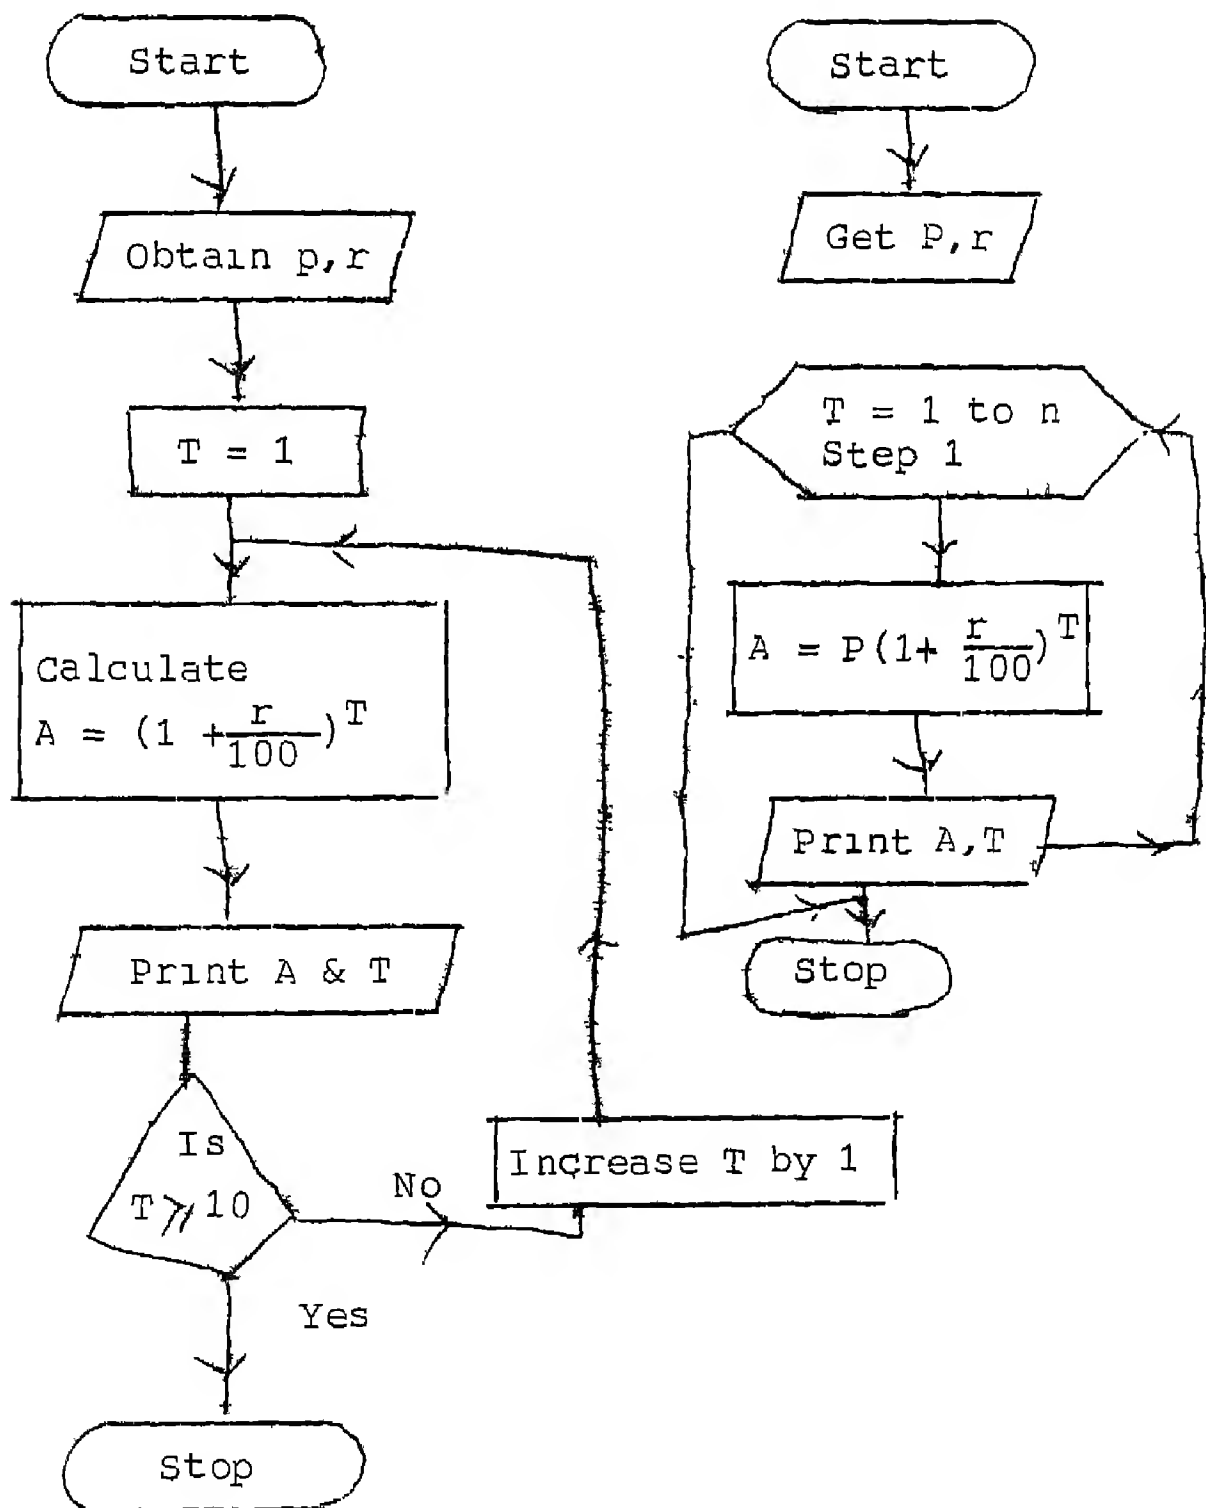 Start
Obtain p,r
T = 1
Calculate
A = (1 + r/100)^T
Print A & T
Is
T ⩾ 10
No
Increase T by 1
Yes
Stop
Start
Get P,r
T = 1 to n
Step 1
A = P(1+ r/100)^T
Print A,T
Stop